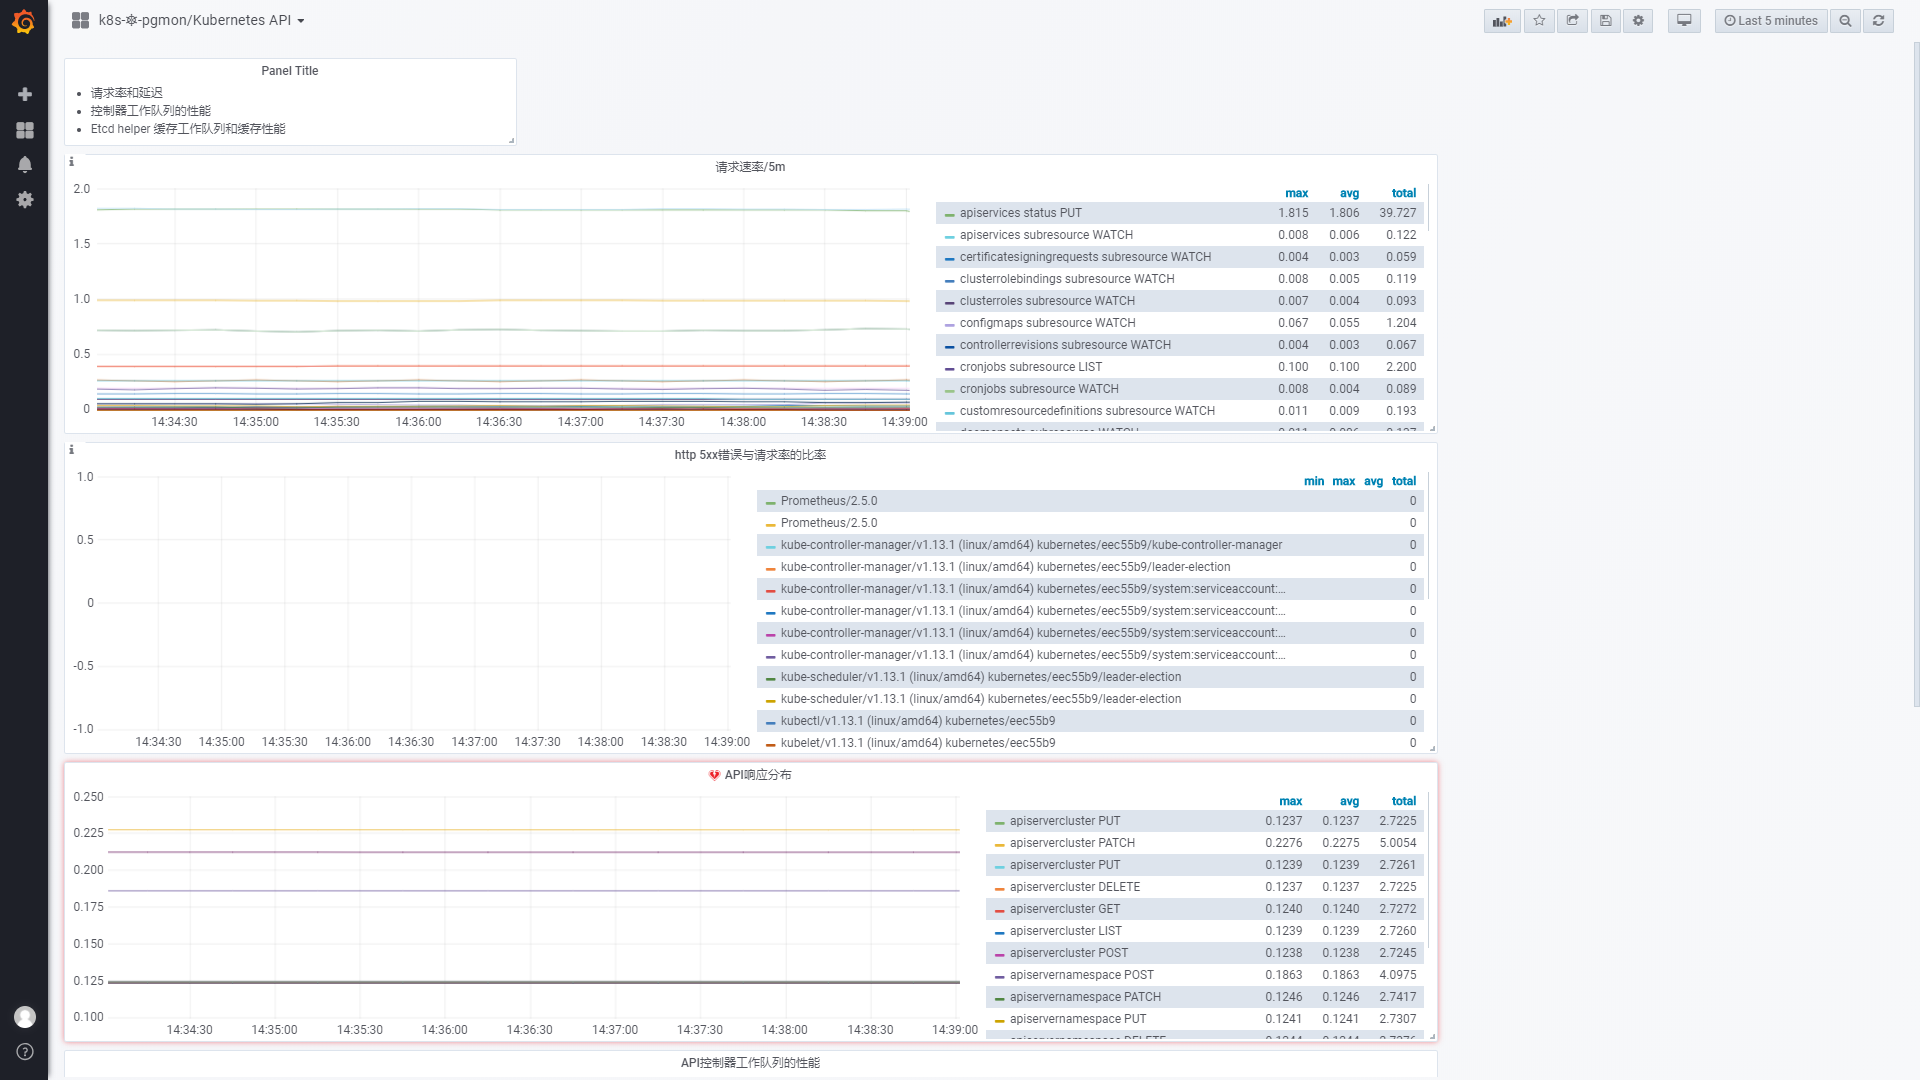 k8s-⎈-pgmon/Kubernetes API
Last 5 minutes
Panel Title
请求率和延迟
控制器工作队列的性能
Etcd helper 缓存工作队列和缓存性能
请求速率/5m
2.0
1.5
1.0
0.5
0
14:34:30 14:35:00 14:35:30 14:36:00 14:36:30 14:37:00 14:37:30 14:38:00 14:38:30 14:39:00
max avg total
apiservices status PUT 1.815 1.806 39.727
apiservices subresource WATCH 0.008 0.006 0.122
certificatesigningrequests subresource WATCH 0.004 0.003 0.059
clusterrolebindings subresource WATCH 0.008 0.005 0.119
clusterroles subresource WATCH 0.007 0.004 0.093
configmaps subresource WATCH 0.067 0.055 1.204
controllerrevisions subresource WATCH 0.004 0.003 0.067
cronjobs subresource LIST 0.100 0.100 2.200
cronjobs subresource WATCH 0.008 0.004 0.089
customresourcedefinitions subresource WATCH 0.011 0.009 0.193
http 5xx错误与请求率的比率
1.0
0.5
0
-0.5
-1.0
14:34:30 14:35:00 14:35:30 14:36:00 14:36:30 14:37:00 14:37:30 14:38:00 14:38:30 14:39:00
min max avg total
Prometheus/2.5.0 0
Prometheus/2.5.0 0
kube-controller-manager/v1.13.1 (linux/amd64) kubernetes/eec55b9/kube-controller-manager 0
kube-controller-manager/v1.13.1 (linux/amd64) kubernetes/eec55b9/leader-election 0
kube-controller-manager/v1.13.1 (linux/amd64) kubernetes/eec55b9/system:serviceaccount:... 0
kube-controller-manager/v1.13.1 (linux/amd64) kubernetes/eec55b9/system:serviceaccount:... 0
kube-controller-manager/v1.13.1 (linux/amd64) kubernetes/eec55b9/system:serviceaccount:... 0
kube-controller-manager/v1.13.1 (linux/amd64) kubernetes/eec55b9/system:serviceaccount:... 0
kube-scheduler/v1.13.1 (linux/amd64) kubernetes/eec55b9/leader-election 0
kube-scheduler/v1.13.1 (linux/amd64) kubernetes/eec55b9/leader-election 0
kubectl/v1.13.1 (linux/amd64) kubernetes/eec55b9 0
kubelet/v1.13.1 (linux/amd64) kubernetes/eec55b9 0
API响应分布
0.250
0.225
0.200
0.175
0.150
0.125
0.100
14:34:30 14:35:00 14:35:30 14:36:00 14:36:30 14:37:00 14:37:30 14:38:00 14:38:30 14:39:00
max avg total
apiservercluster PUT 0.1237 0.1237 2.7225
apiservercluster PATCH 0.2276 0.2275 5.0054
apiservercluster PUT 0.1239 0.1239 2.7261
apiservercluster DELETE 0.1237 0.1237 2.7225
apiservercluster GET 0.1240 0.1240 2.7272
apiservercluster LIST 0.1239 0.1239 2.7260
apiservercluster POST 0.1238 0.1238 2.7245
apiservernamespace POST 0.1863 0.1863 4.0975
apiservernamespace PATCH 0.1246 0.1246 2.7417
apiservernamespace PUT 0.1241 0.1241 2.7307
API控制器工作队列的性能